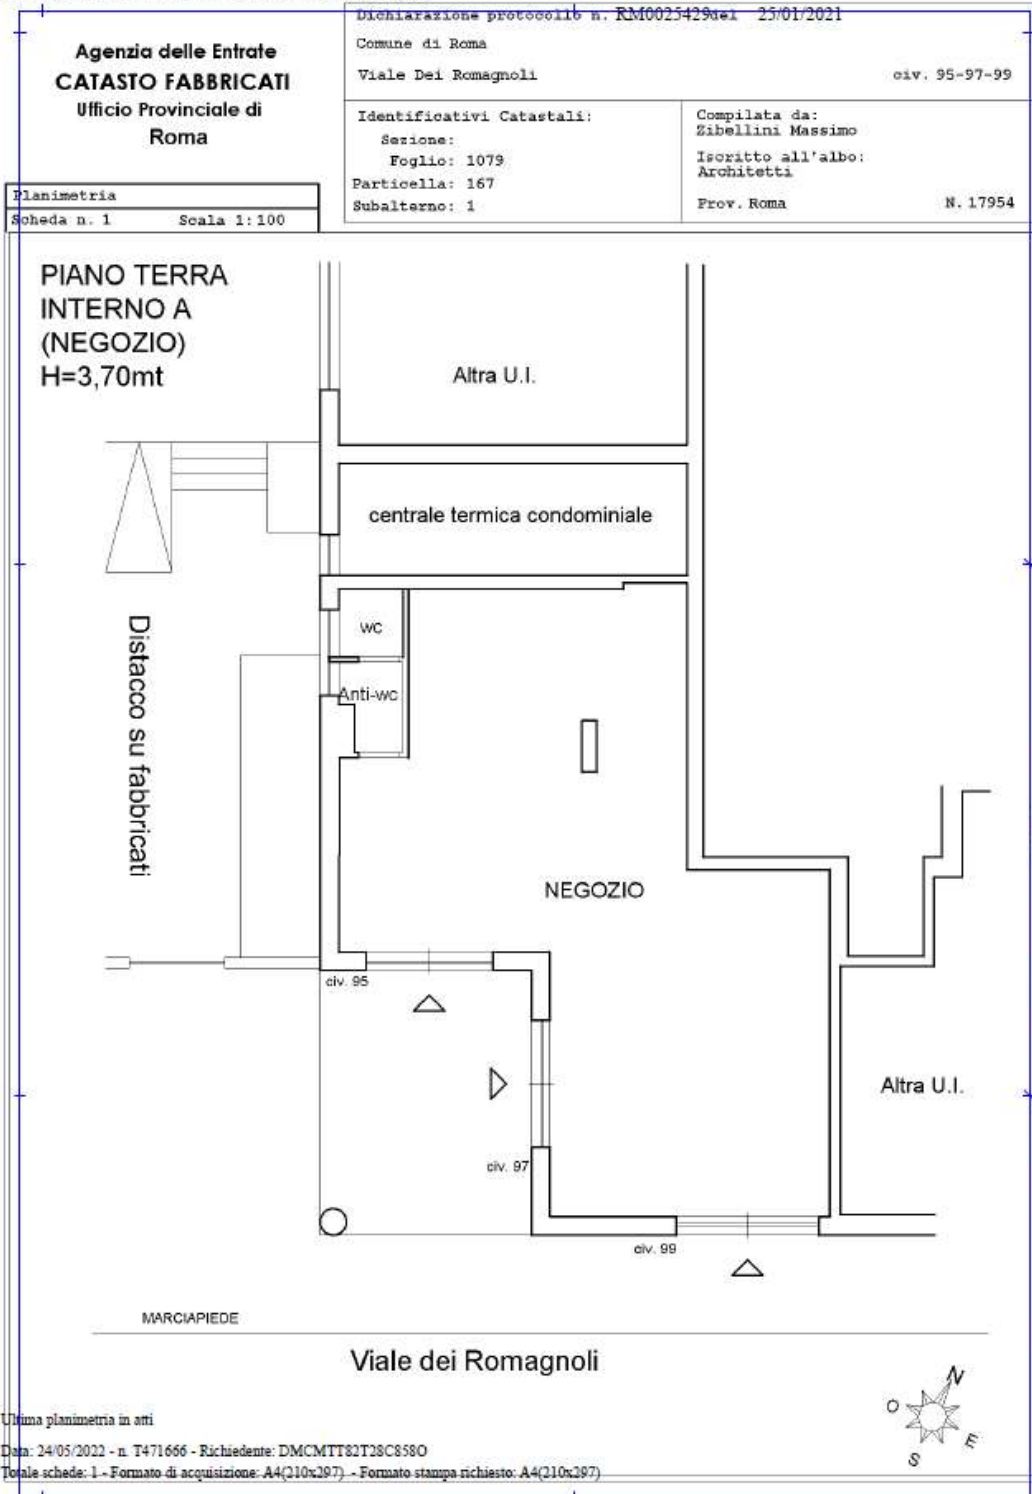 Dichiarazione protocollo n. RM0025429del 25/01/2021
Agenzia delle Entrate
CATASTO FABBRICATI
Ufficio Provinciale di
Roma
Comune di Roma
Viale Dei Romagnoli civ. 95-97-99
Identificativi Catastali:
Sezione:
Foglio: 1079
Particella: 167
Subalterno: 1
Compilata da:
Zibellini Massimo
Iscritto all'albo:
Architetti
Prov. Roma N. 17954
Planimetria
Scheda n. 1 Scala 1:100
PIANO TERRA
INTERNO A
(NEGOZIO)
H=3,70mt
Altra U.I.
centrale termica condominiale
wc
Anti-wc
Distacco su fabbricati
NEGOZIO
civ. 95
Altra U.I.
civ. 97
civ. 99
MARCIAPIEDE
Viale dei Romagnoli
N
O
E
S
Ultima planimetria in atti
Data: 24/05/2022 - n. T471666 - Richiedente: DMCMTT82T28C858O
Totale schede: 1 - Formato di acquisizione: A4(210x297) - Formato stampa richiesto: A4(210x297)